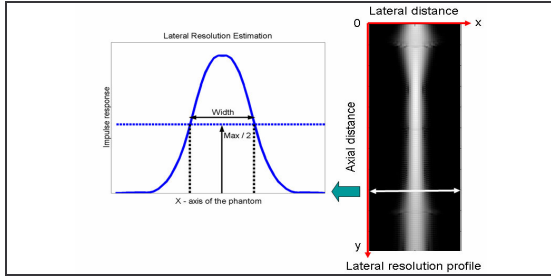 Lateral distance
0
x
Lateral Resolution Estimation
Impulse response
Width
Max / 2
X - axis of the phantom
Axial distance
y
Lateral resolution profile